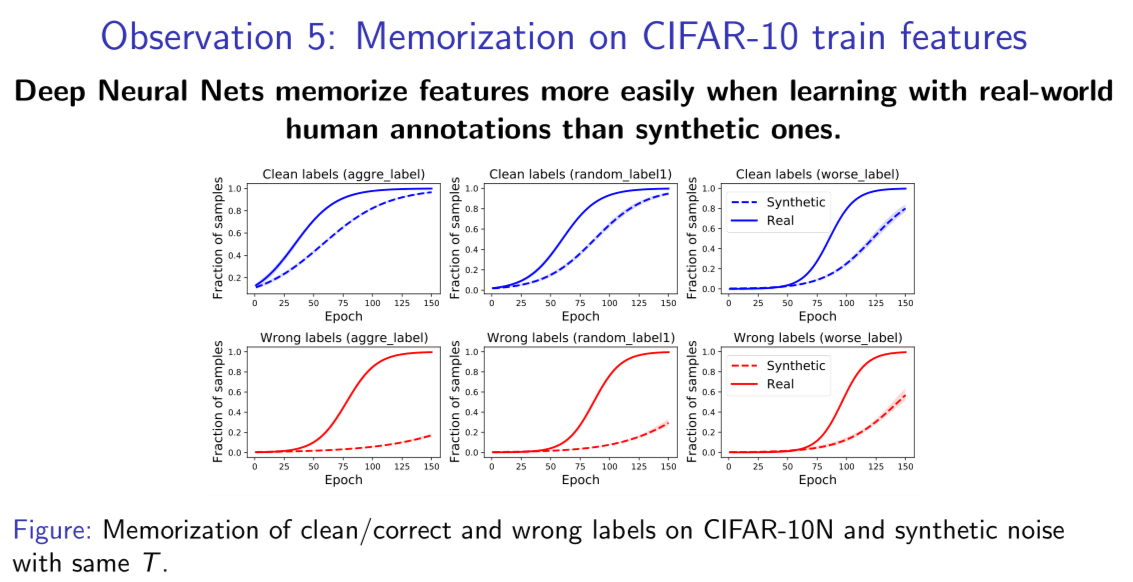 Observation 5: Memorization on CIFAR-10 train features
Deep Neural Nets memorize features more easily when learning with real-world
human annotations than synthetic ones.
Clean labels (aggre_label)
Fraction of samples
1.0
0.8
0.6
0.4
0.2
0 25 50 75 100 125 150
Epoch
Clean labels (random_label1)
Fraction of samples
1.0
0.8
0.6
0.4
0.2
0.0
0 25 50 75 100 125 150
Epoch
Clean labels (worse_label)
Fraction of samples
1.0
0.8
0.6
0.4
0.2
0.0
Synthetic
Real
0 25 50 75 100 125 150
Epoch
Wrong labels (aggre_label)
Fraction of samples
1.0
0.8
0.6
0.4
0.2
0.0
0 25 50 75 100 125 150
Epoch
Wrong labels (random_label1)
Fraction of samples
1.0
0.8
0.6
0.4
0.2
0.0
0 25 50 75 100 125 150
Epoch
Wrong labels (worse_label)
Fraction of samples
1.0
0.8
0.6
0.4
0.2
0.0
Synthetic
Real
0 25 50 75 100 125 150
Epoch
Figure: Memorization of clean/correct and wrong labels on CIFAR-10N and synthetic noise
with same T.